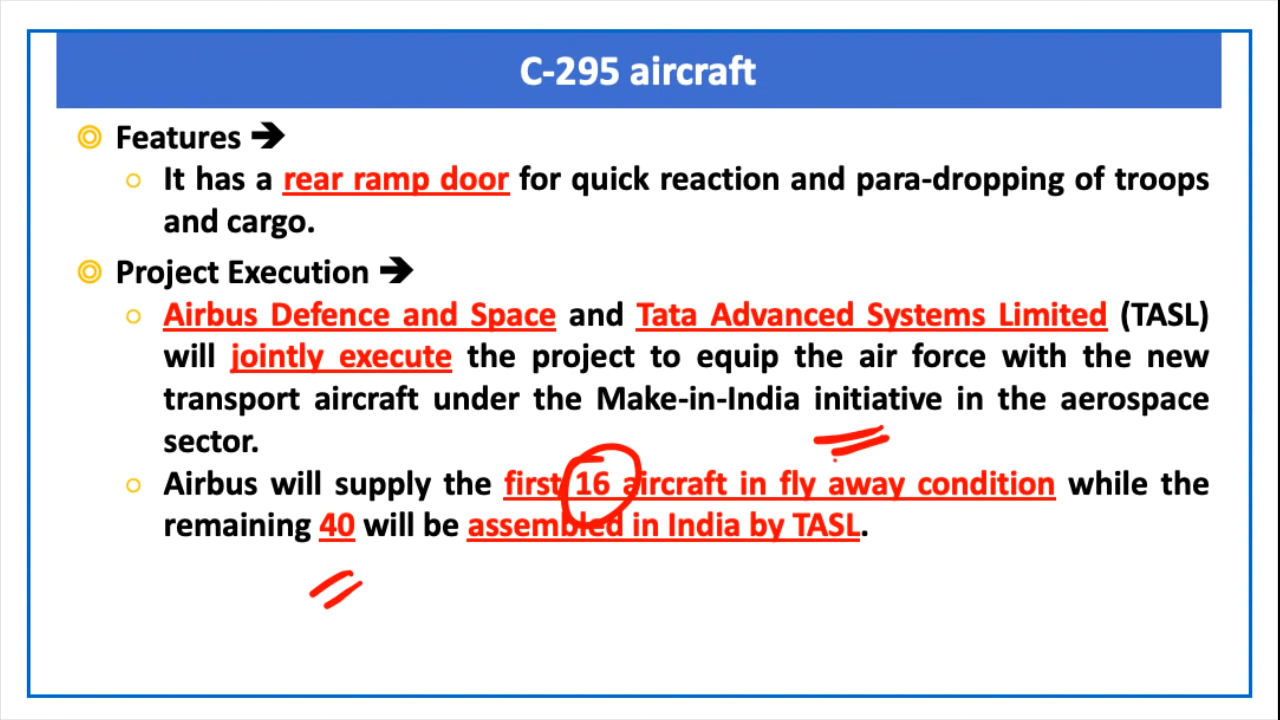 C-295 aircraft
Features ➔
It has a rear ramp door for quick reaction and para-dropping of troops
and cargo.
Project Execution ➔
Airbus Defence and Space and Tata Advanced Systems Limited (TASL)
will jointly execute the project to equip the air force with the new
transport aircraft under the Make-in-India initiative in the aerospace
sector.
Airbus will supply the first 16 aircraft in fly away condition while the
remaining 40 will be assembled in India by TASL.